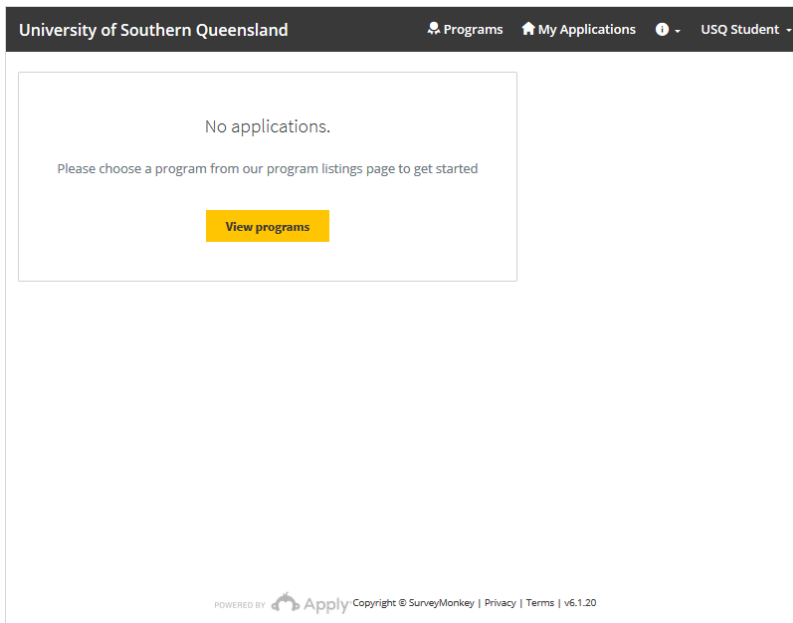 University of Southern Queensland Programs My Applications USQ Student
No applications.
Please choose a program from our program listings page to get started
View programs
POWERED BY Apply Copyright © SurveyMonkey | Privacy | Terms | v6.1.20